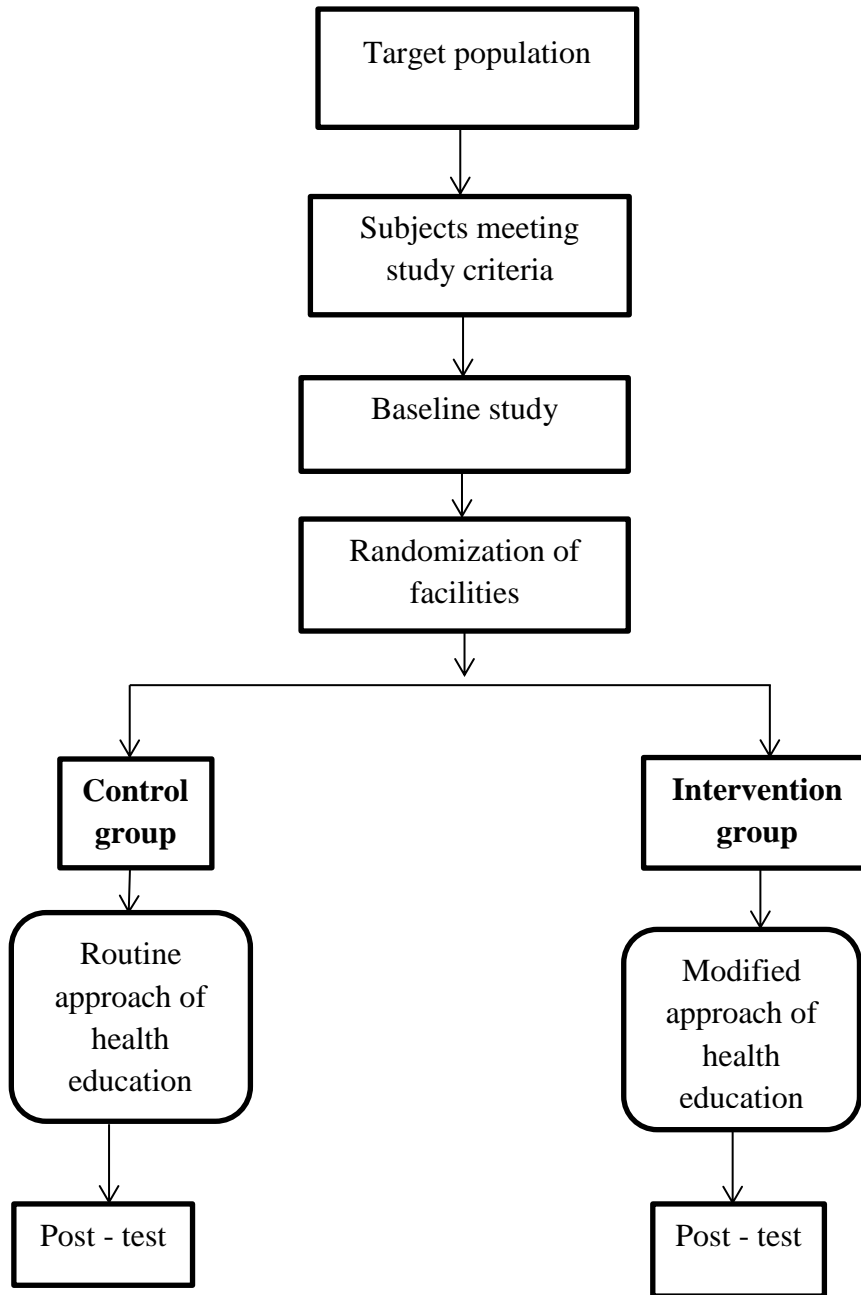 Target population
Subjects meeting
study criteria
Baseline study
Randomization of
facilities
Control
group
Intervention
group
Routine
approach of
health
education
Modified
approach of
health
education
Post - test
Post - test